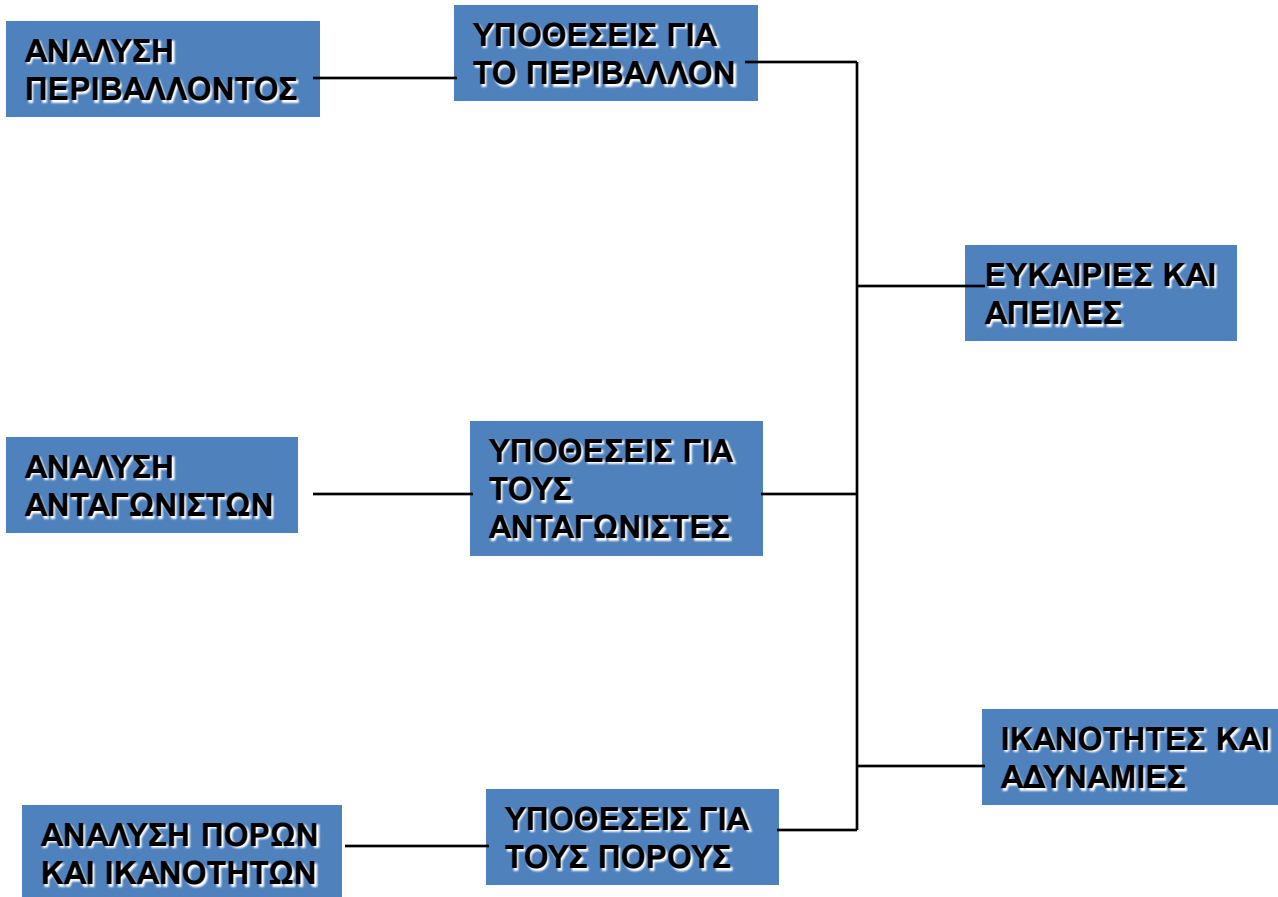 ΑΝΑΛΥΣΗ
ΠΕΡΙΒΑΛΛΟΝΤΟΣ
ΥΠΟΘΕΣΕΙΣ ΓΙΑ
ΤΟ ΠΕΡΙΒΑΛΛΟΝ
ΕΥΚΑΙΡΙΕΣ ΚΑΙ
ΑΠΕΙΛΕΣ
ΑΝΑΛΥΣΗ
ΑΝΤΑΓΩΝΙΣΤΩΝ
ΥΠΟΘΕΣΕΙΣ ΓΙΑ
ΤΟΥΣ
ΑΝΤΑΓΩΝΙΣΤΕΣ
ΙΚΑΝΟΤΗΤΕΣ ΚΑΙ
ΑΔΥΝΑΜΙΕΣ
ΑΝΑΛΥΣΗ ΠΟΡΩΝ
ΚΑΙ ΙΚΑΝΟΤΗΤΩΝ
ΥΠΟΘΕΣΕΙΣ ΓΙΑ
ΤΟΥΣ ΠΟΡΟΥΣ